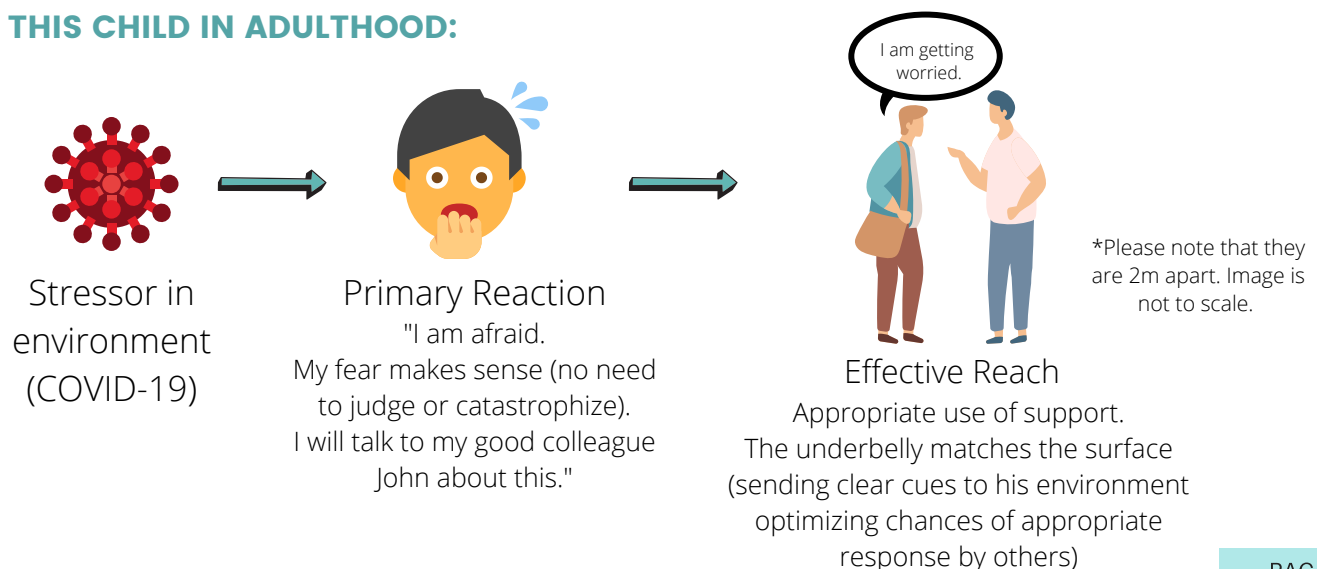 THIS CHILD IN ADULTHOOD:
I am getting
worried.
Stressor in
environment
(COVID-19)
Primary Reaction
"I am afraid.
My fear makes sense (no need
to judge or catastrophize).
I will talk to my good colleague
John about this."
*Please note that they
are 2m apart. Image is
not to scale.
Effective Reach
Appropriate use of support.
The underbelly matches the surface
(sending clear cues to his environment
optimizing chances of appropriate
response by others)